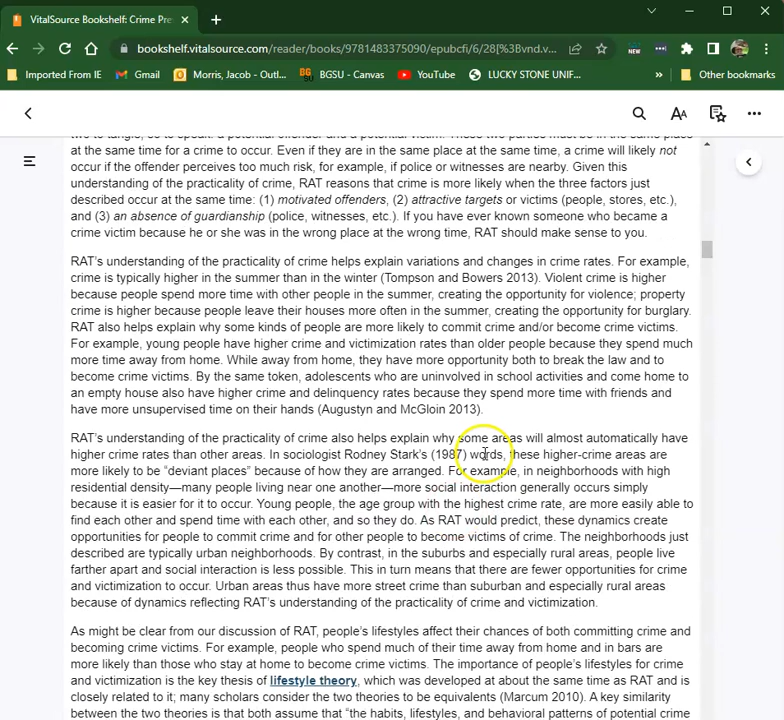 VitalSource Bookshelf: Crime Pre
bookshelf.vitalsource.com/reader/books/9781483375090/epubcfi/6/28[%3Bvnd.v
NEW
Imported From IE
Gmail
Morris, Jacob - Outl...
BGSU - Canvas
YouTube
LUCKY STONE UNIF...
»
Other bookmarks
AA
two to tangle, so to speak: a potential offender and a potential victim. These two parties must be in the same place
at the same time for a crime to occur. Even if they are in the same place at the same time, a crime will likely not
occur if the offender perceives too much risk, for example, if police or witnesses are nearby. Given this
understanding of the practicality of crime, RAT reasons that crime is more likely when the three factors just
described occur at the same time: (1) motivated offenders, (2) attractive targets or victims (people, stores, etc.),
and (3) an absence of guardianship (police, witnesses, etc.). If you have ever known someone who became a
crime victim because he or she was in the wrong place at the wrong time, RAT should make sense to you.
RAT's understanding of the practicality of crime helps explain variations and changes in crime rates. For example,
crime is typically higher in the summer than in the winter (Tompson and Bowers 2013). Violent crime is higher
because people spend more time with other people in the summer, creating the opportunity for violence; property
crime is higher because people leave their houses more often in the summer, creating the opportunity for burglary.
RAT also helps explain why some kinds of people are more likely to commit crime and/or become crime victims.
For example, young people have higher crime and victimization rates than older people because they spend much
more time away from home. While away from home, they have more opportunity both to break the law and to
become crime victims. By the same token, adolescents who are uninvolved in school activities and come home to
an empty house also have higher crime and delinquency rates because they spend more time with friends and
have more unsupervised time on their hands (Augustyn and McGloin 2013).
RAT's understanding of the practicality of crime also helps explain why some areas will almost automatically have
higher crime rates than other areas. In sociologist Rodney Stark's (1987) words, these higher-crime areas are
more likely to be “deviant places” because of how they are arranged. For example, in neighborhoods with high
residential density—many people living near one another—more social interaction generally occurs simply
because it is easier for it to occur. Young people, the age group with the highest crime rate, are more easily able to
find each other and spend time with each other, and so they do. As RAT would predict, these dynamics create
opportunities for people to commit crime and for other people to become victims of crime. The neighborhoods just
described are typically urban neighborhoods. By contrast, in the suburbs and especially rural areas, people live
farther apart and social interaction is less possible. This in turn means that there are fewer opportunities for crime
and victimization to occur. Urban areas thus have more street crime than suburban and especially rural areas
because of dynamics reflecting RAT's understanding of the practicality of crime and victimization.
As might be clear from our discussion of RAT, people's lifestyles affect their chances of both committing crime and
becoming crime victims. For example, people who spend much of their time away from home and in bars are
more likely than those who stay at home to become crime victims. The importance of people's lifestyles for crime
and victimization is the key thesis of lifestyle theory, which was developed at about the same time as RAT and is
closely related to it; many scholars consider the two theories to be equivalents (Marcum 2010). A key similarity
between the two theories is that both assume that “the habits, lifestyles, and behavioral patterns of potential crime